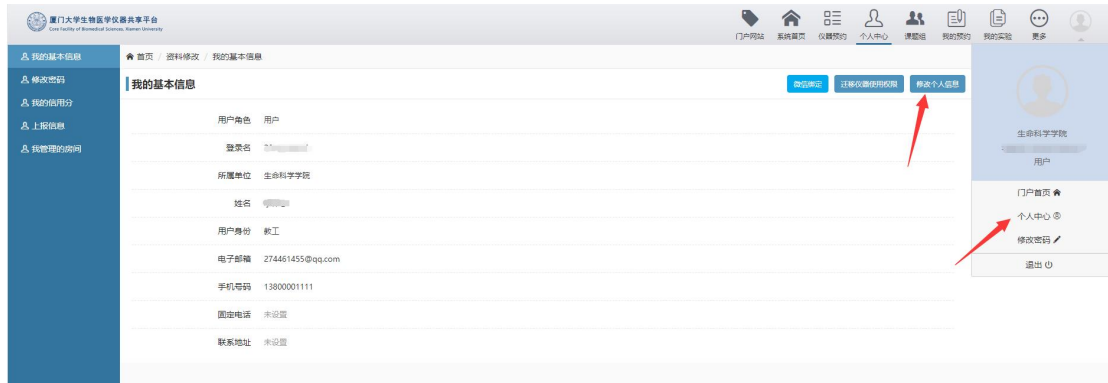 厦门大学生物医学仪器共享平台
Core Facility of Biomedical Sciences, Xiamen University
门户网站 系统首页 仪器预约 个人中心 课题组 我的预约 我的实验 更多
我的基本信息
修改密码
我的信用分
上报信息
我管理的房间
首页 / 资料修改 / 我的基本信息
我的基本信息
微信绑定 迁移仪器使用权限 修改个人信息
用户角色 用户
登录名
所属单位 生命科学学院
姓名
用户身份 教工
电子邮箱 274461455@qq.com
手机号码 13800001111
固定电话 未设置
联系地址 未设置
生命科学学院
用户
门户首页
个人中心
修改密码
退出